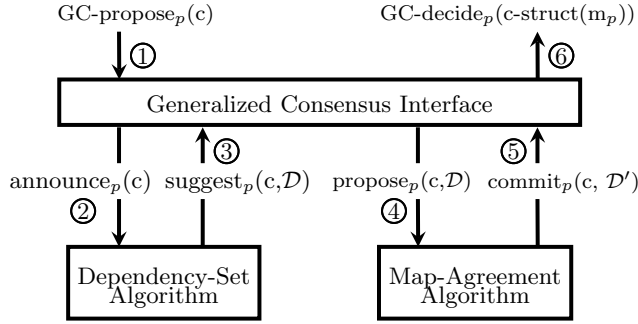 GC-propose_p(c) GC-decide_p(c-struct(m_p))
① ⑥
Generalized Consensus Interface
③ ⑤
announce_p(c) suggest_p(c,𝒟) propose_p(c,𝒟) commit_p(c, 𝒟′)
② ④
Dependency-Set Map-Agreement
Algorithm Algorithm